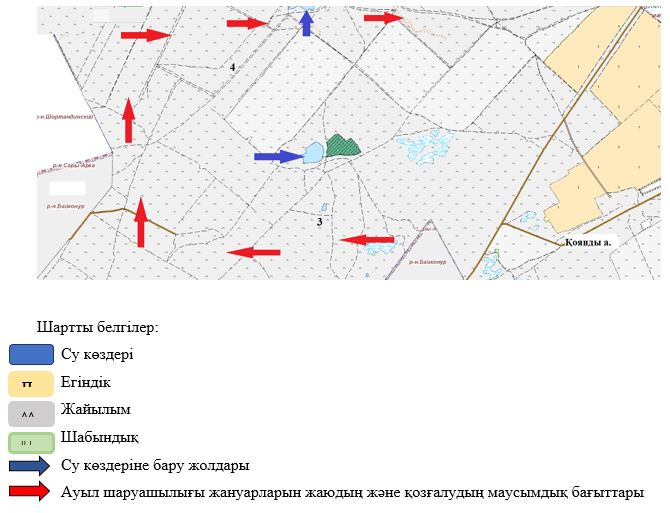 4
р-н Шортандинский
р-н Сары-Арка
р-н Байконур
3
р-н Байконур
Қоянды а.
Шартты белгілер:
Су көздері
Егіндік
Жайылым
Шабындық
Су көздеріне бару жолдары
Ауыл шаруашылығы жануарларын жаюдың және қозғалудың маусымдық бағыттары